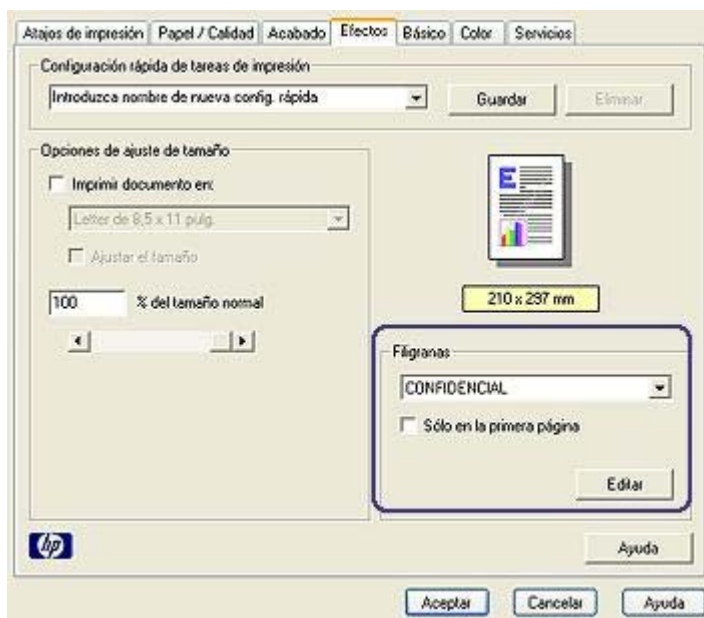 Atajos de impresión Papel / Calidad Acabado Efectos Básico Color Servicios
Configuración rápida de tareas de impresión
Introduzca nombre de nueva config. rápida Guardar Eliminar
Opciones de ajuste de tamaño
Imprimir documento en:
Letter de 8,5 x 11 pulg.
Ajustar el tamaño
100 % del tamaño normal
E
210 x 297 mm
Filigranas
CONFIDENCIAL
Sólo en la primera página
Editar
hp
Ayuda
Aceptar Cancelar Ayuda